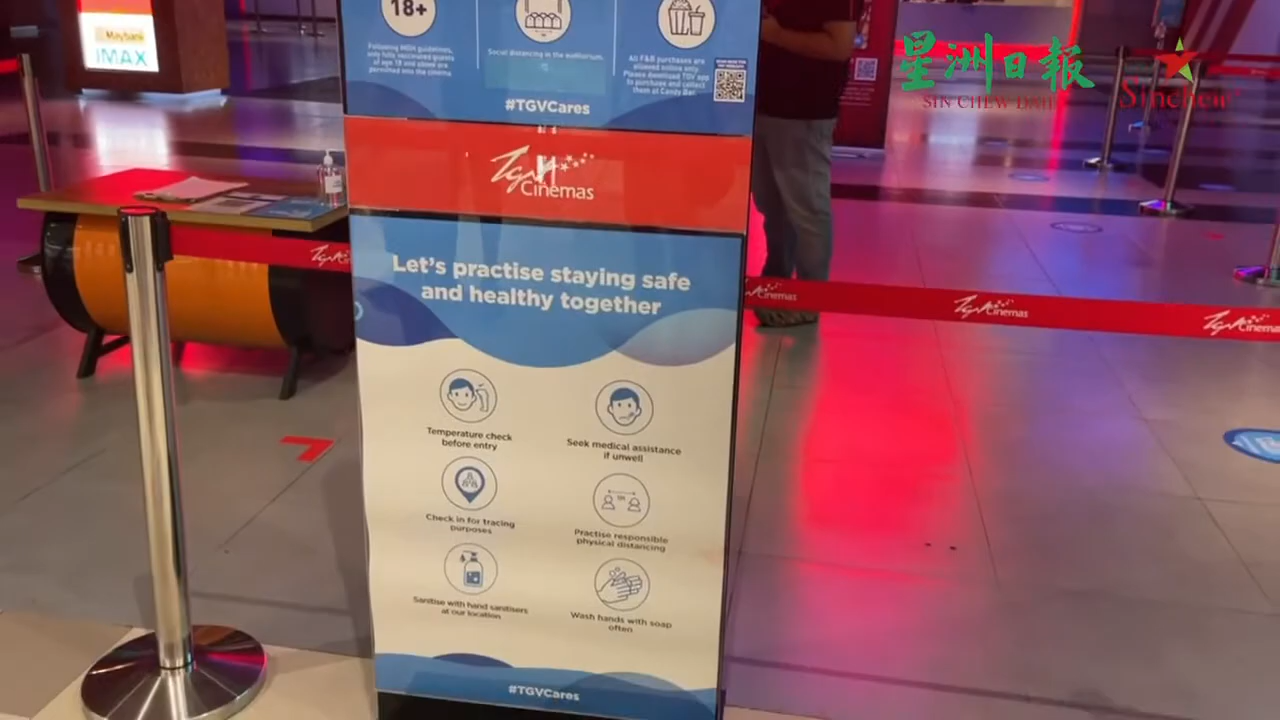 Maybank
IMAX
18+
Following MOH guidelines,
only fully vaccinated guests
of age 18 and above are
permitted into the cinema
Social distancing in the auditorium.
All F&B purchases are
allowed online only.
Please download TGV app
to purchase and collect
them at Candy Bar.
#TGVCares
星洲日報
SIN CHEW DAILY
Sinchew
TGV
Cinemas
Let's practise staying safe
and healthy together
Temperature check
before entry
Seek medical assistance
if unwell
Check in for tracing
purposes
Practise responsible
physical distancing
Sanitise with hand sanitisers
at our location
Wash hands with soap
often
#TGVCares
TGV
TGV Cinemas
TGV Cinemas
TGV Cinemas